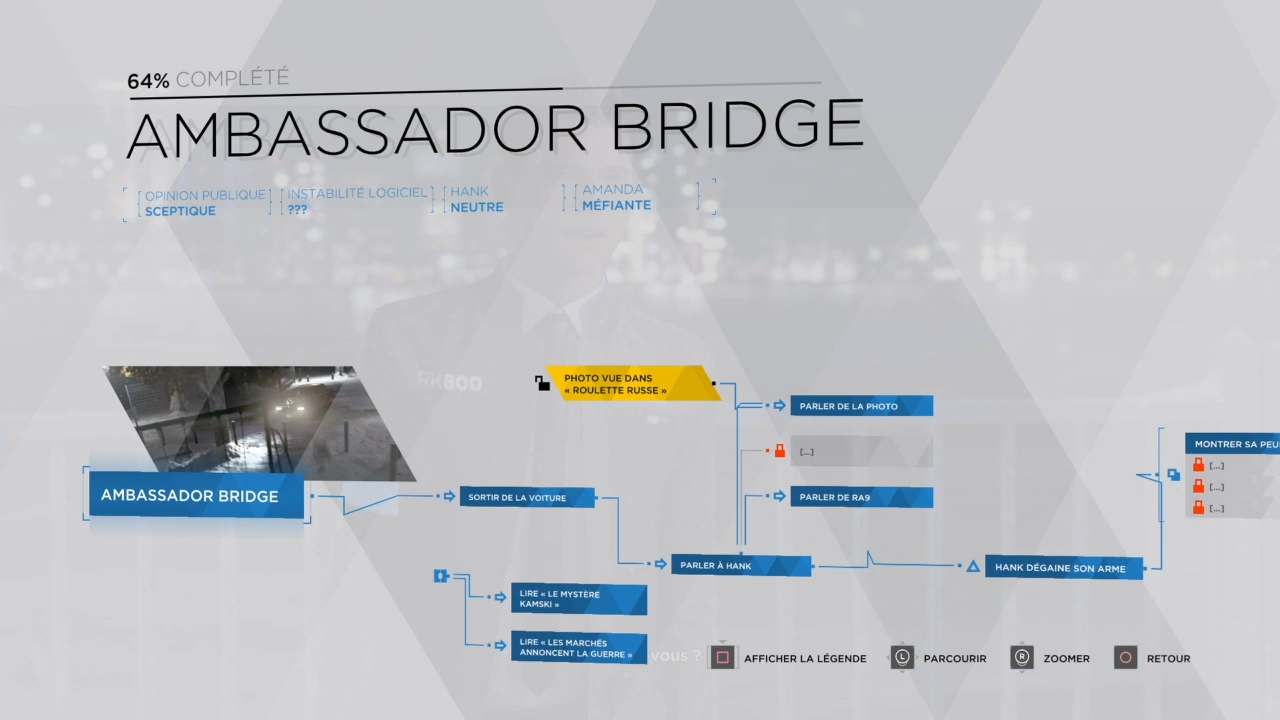 64% COMPLÉTÉ
AMBASSADOR BRIDGE
OPINION PUBLIQUE
SCEPTIQUE
INSTABILITÉ LOGICIEL
???
HANK
NEUTRE
AMANDA
MÉFIANTE
RK800
PHOTO VUE DANS
« ROULETTE RUSSE »
PARLER DE LA PHOTO
[...]
MONTRER SA PEU
[...]
[...]
[...]
AMBASSADOR BRIDGE
SORTIR DE LA VOITURE
PARLER DE RA9
PARLER À HANK
HANK DÉGAINE SON ARME
LIRE « LE MYSTÈRE
KAMSKI »
LIRE « LES MARCHÉS
ANNONCENT LA GUERRE »
vous ?
AFFICHER LA LÉGENDE
L
PARCOURIR
R
ZOOMER
RETOUR